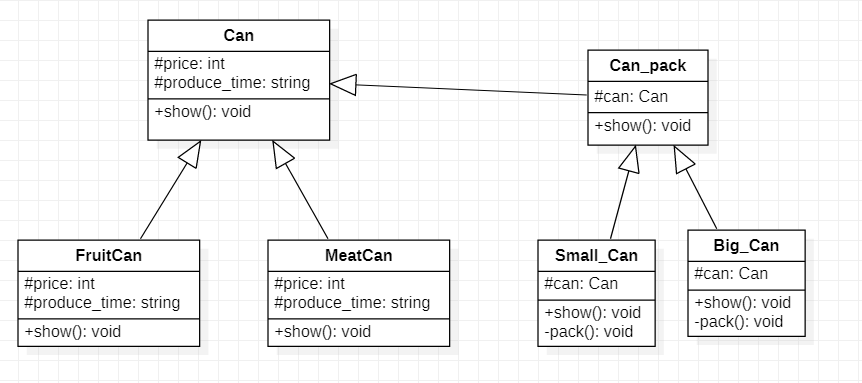 Can
#price: int
#produce_time: string
+show(): void
Can_pack
#can: Can
+show(): void
FruitCan
#price: int
#produce_time: string
+show(): void
MeatCan
#price: int
#produce_time: string
+show(): void
Small_Can
#can: Can
+show(): void
-pack(): void
Big_Can
#can: Can
+show(): void
-pack(): void